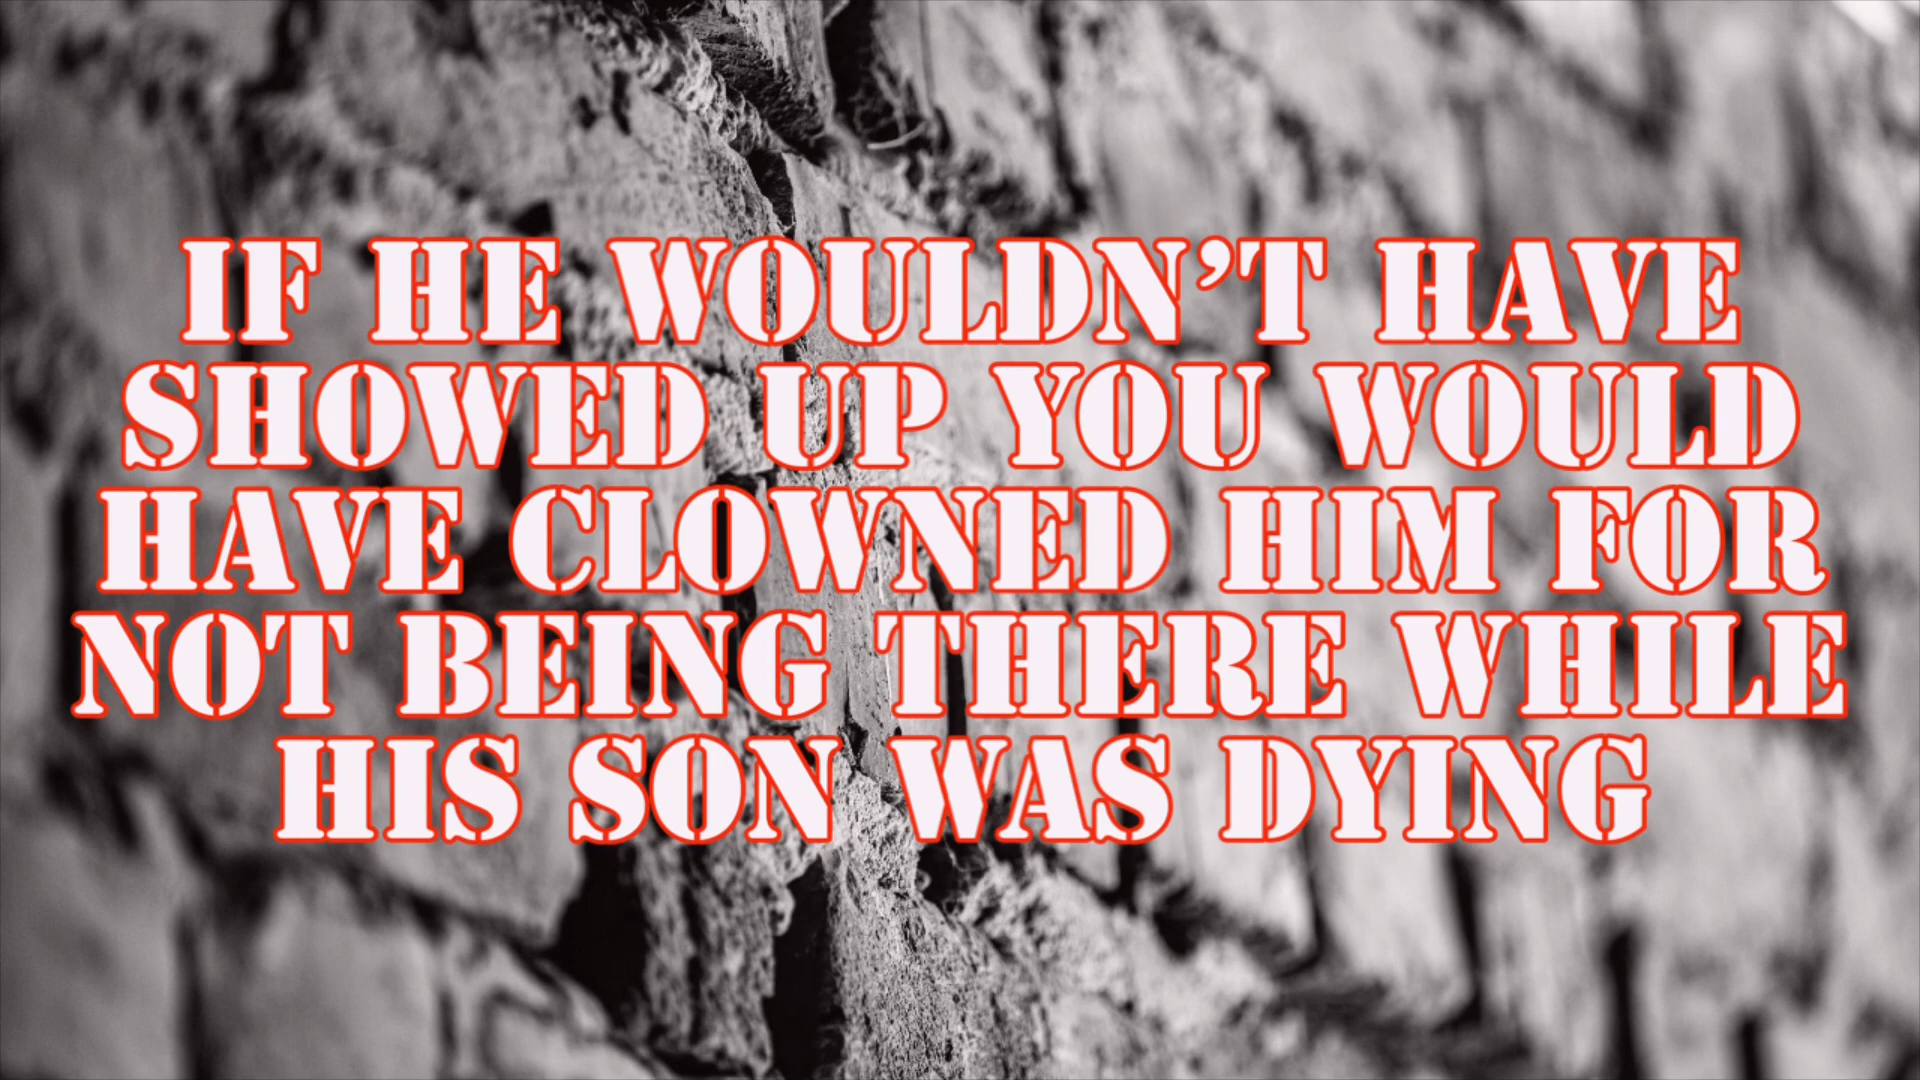 IF HE WOULDN'T HAVE
SHOWED UP YOU WOULD
HAVE CLOWNED HIM FOR
NOT BEING THERE WHILE
HIS SON WAS DYING